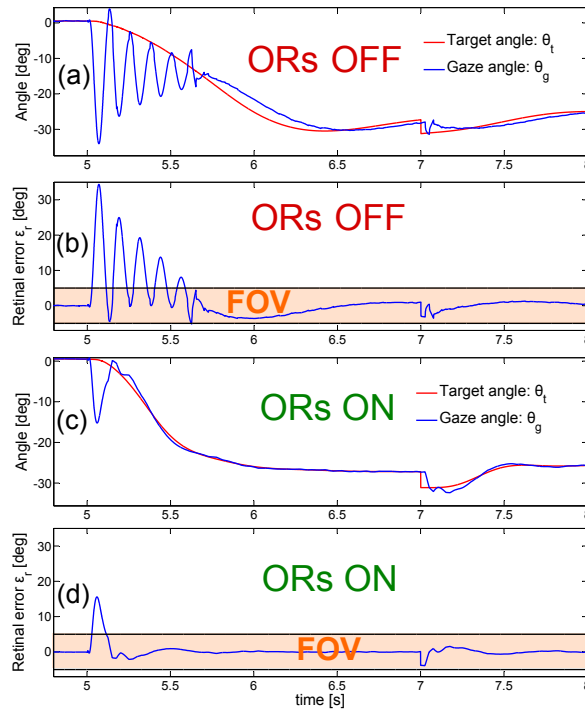 0
-10
-20
-30
Angle [deg]
(a)
ORs OFF
Target angle: θt
Gaze angle: θg
5
5.5
6
6.5
7
7.5
8
30
20
10
0
Retinal error εr [deg]
(b)
ORs OFF
FOV
5
5.5
6
6.5
7
7.5
8
0
-10
-20
-30
Angle [deg]
(c)
ORs ON
Target angle: θt
Gaze angle: θg
5
5.5
6
6.5
7
7.5
8
30
20
10
0
Retinal error εr [deg]
(d)
ORs ON
FOV
5
5.5
6
6.5
7
7.5
8
time [s]